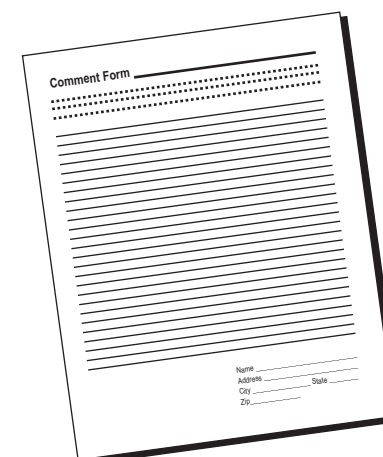 Comment Form
Name
Address
City State
Zip